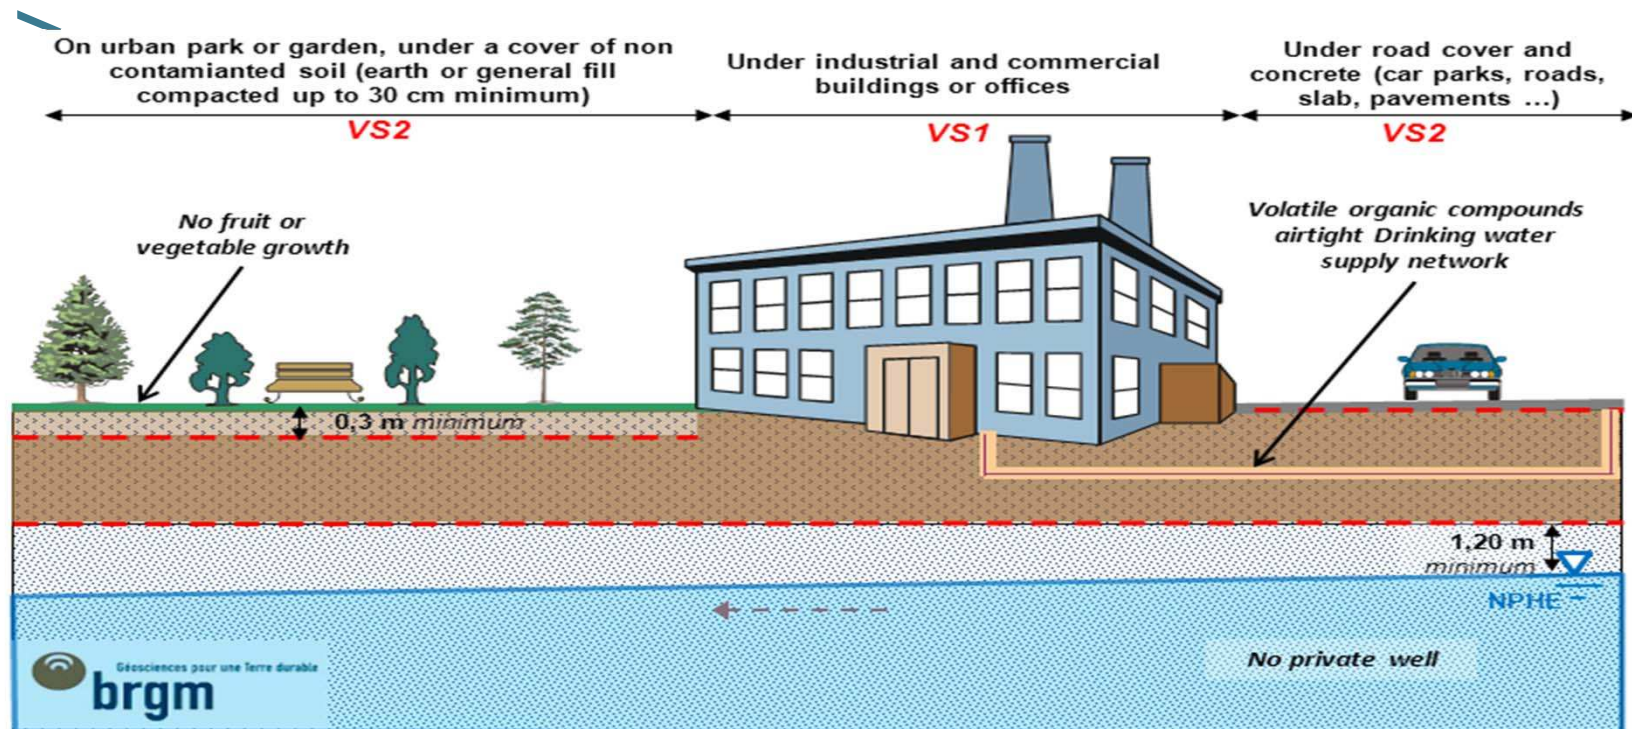 On urban park or garden, under a cover of non
contamianted soil (earth or general fill
compacted up to 30 cm minimum)
VS2
Under industrial and commercial
buildings or offices
VS1
Under road cover and
concrete (car parks, roads,
slab, pavements ...)
VS2
No fruit or
vegetable growth
Volatile organic compounds
airtight Drinking water
supply network
0,3 m minimum
1,20 m
minimum
NPHE
No private well
Géosciences pour une Terre durable
brgm